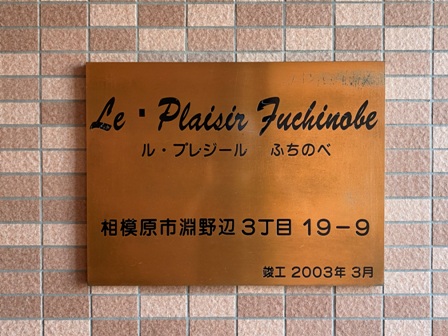 Le・Plaisir Fuchinobe
ル・プレジール ふちのべ
相模原市淵野辺3丁目 19−9
竣工 2003年 3月